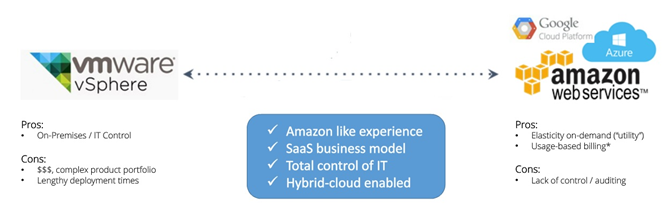 vmware
vSphere
Pros:
• On-Premises / IT Control
Cons:
• $$$, complex product portfolio
• Lengthy deployment times
✓ Amazon like experience
✓ SaaS business model
✓ Total control of IT
✓ Hybrid-cloud enabled
Google
Cloud Platform
Azure
amazon
webservices™
Pros:
• Elasticity on-demand ("utility")
• Usage-based billing*
Cons:
• Lack of control / auditing